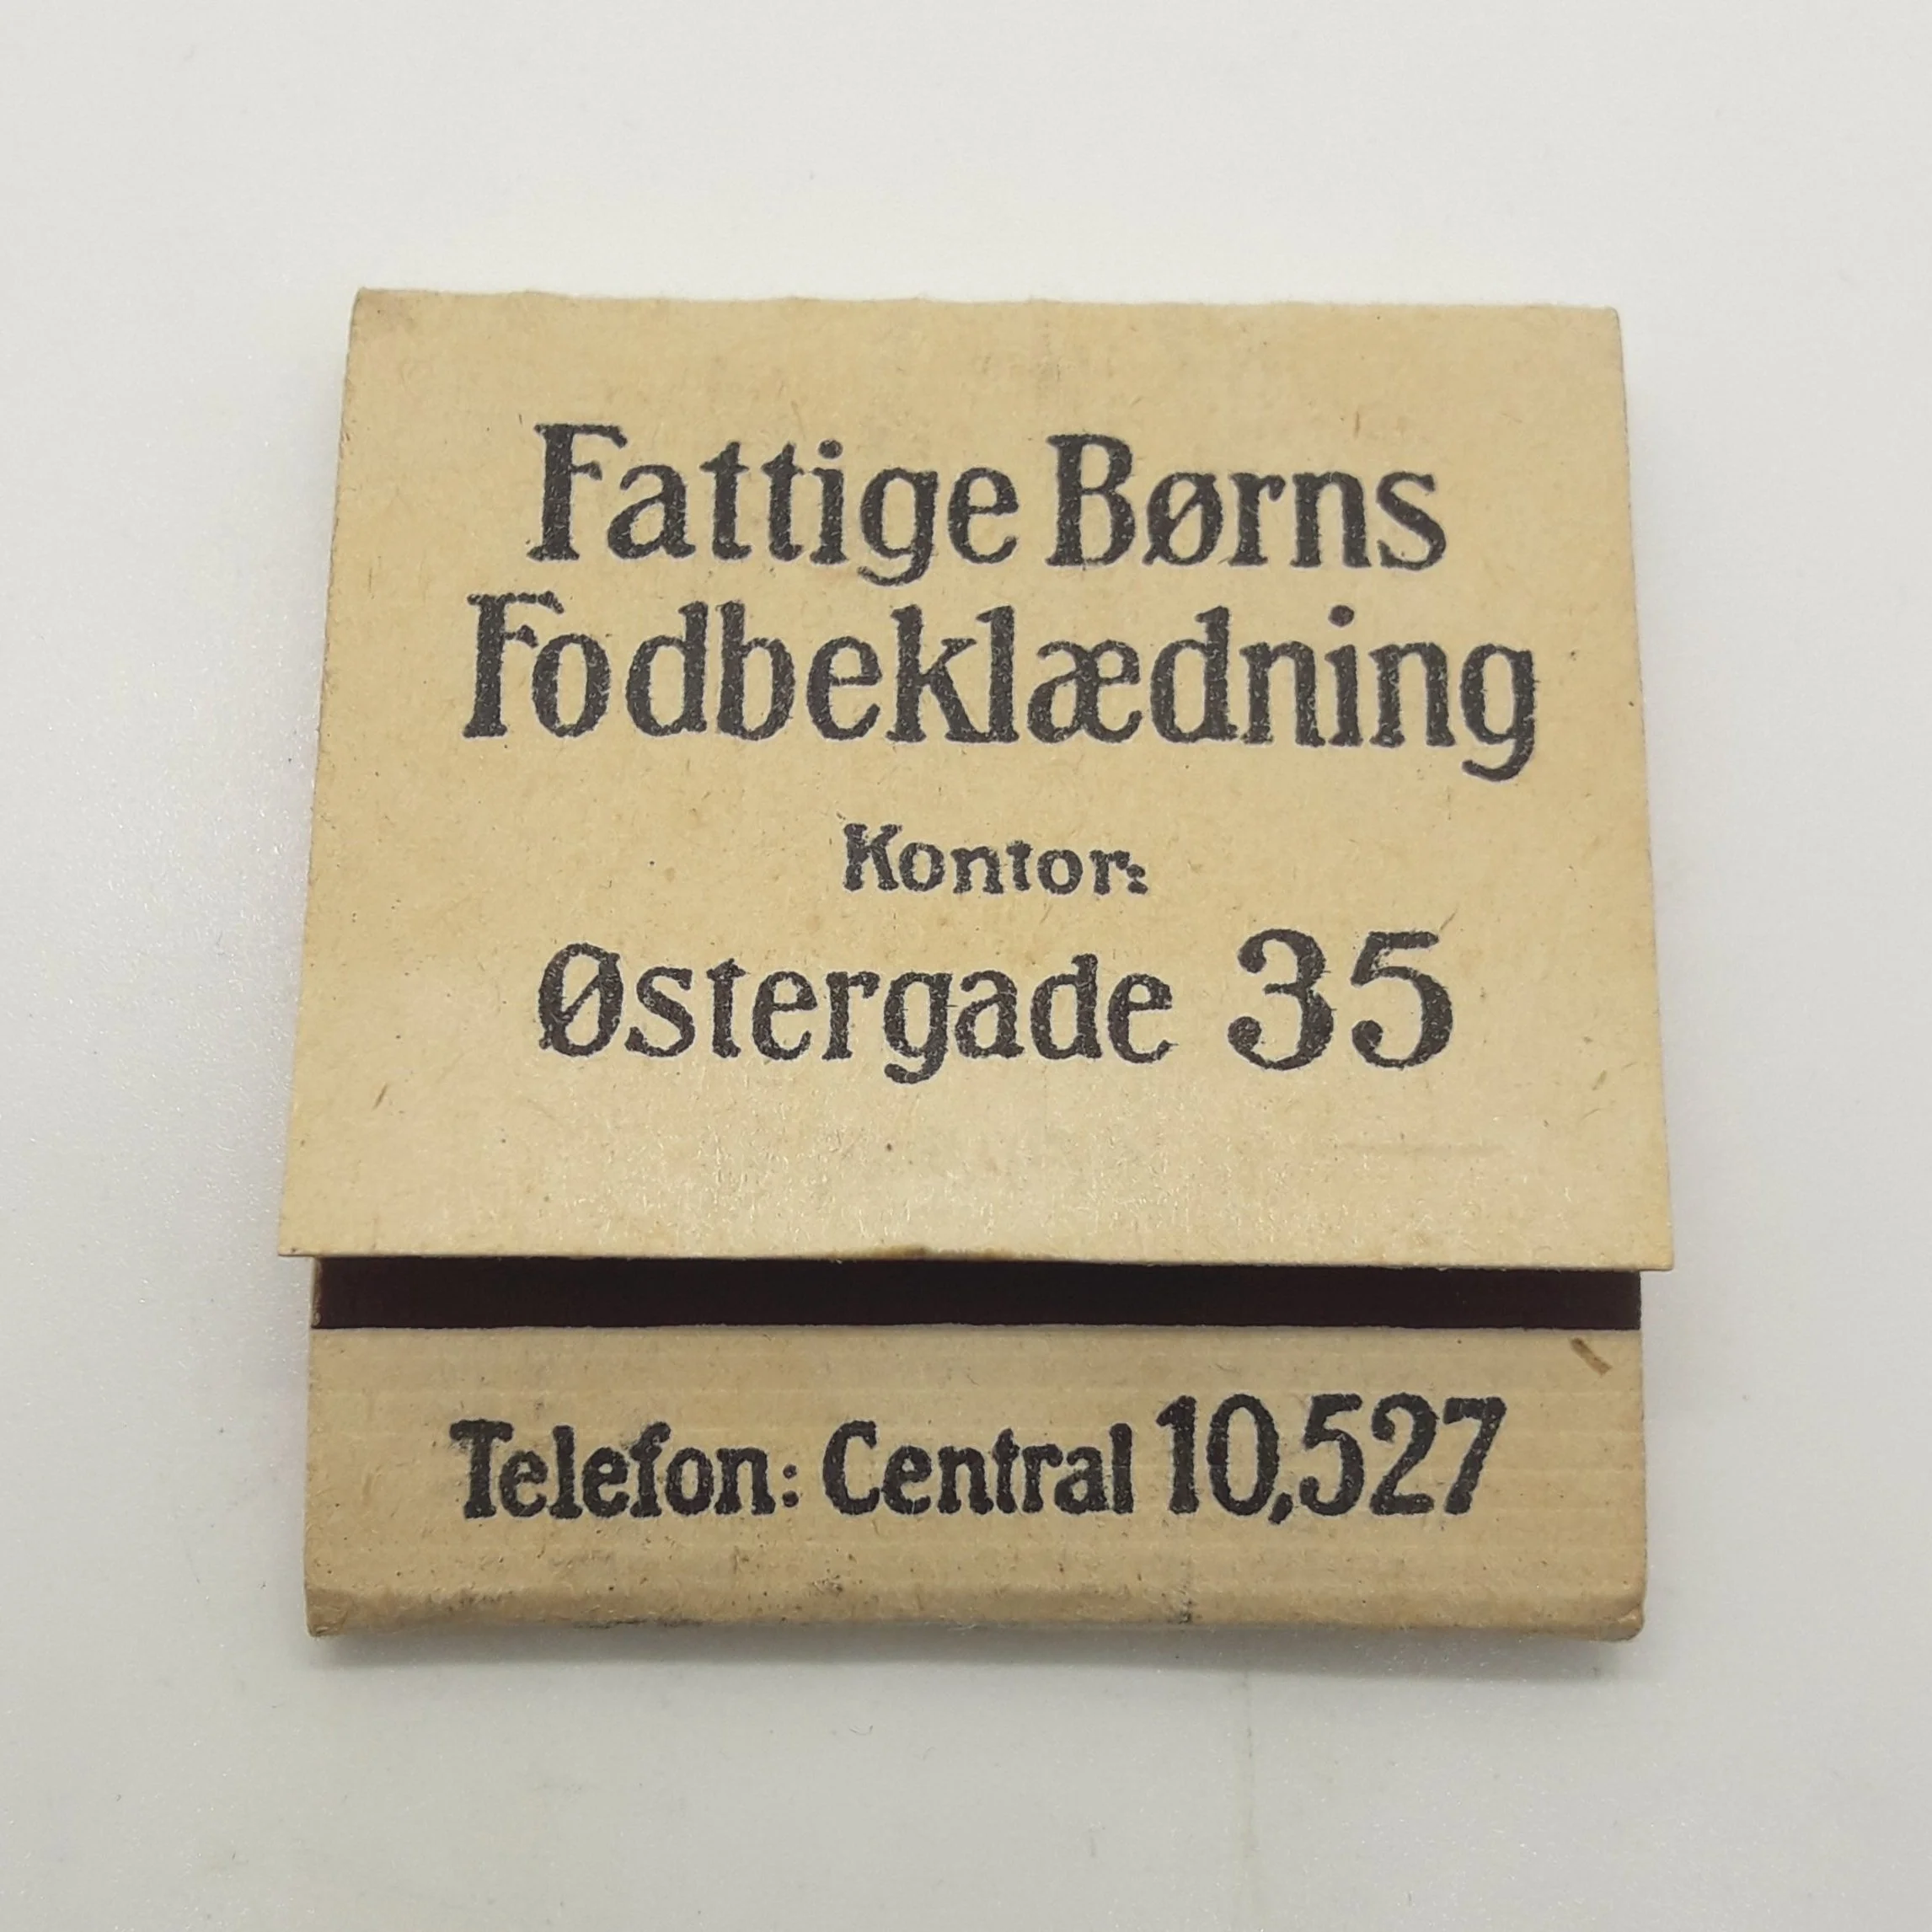 Fattige Børns
Fodbeklædning
Kontor:
Østergade 35
Telefon: Central 10,527